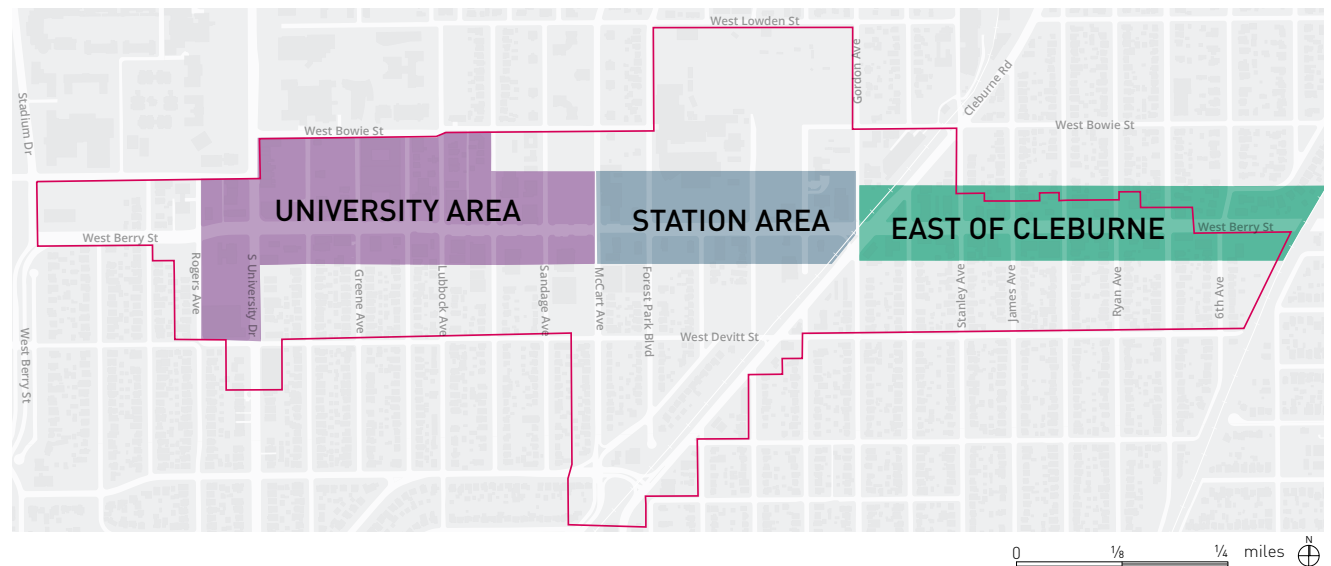 West Lowden St
Gordon Ave
Cleburne Rd
Stadium Dr
West Bowie St
West Bowie St
UNIVERSITY AREA
STATION AREA
EAST OF CLEBURNE
West Berry St
West Berry St
Rogers Ave
S University Dr
Greene Ave
Lubbock Ave
Sandage Ave
McCart Ave
Forest Park Blvd
Stanley Ave
James Ave
Ryan Ave
6th Ave
West Berry St
West Devitt St
0 ⅛ ¼ miles
N